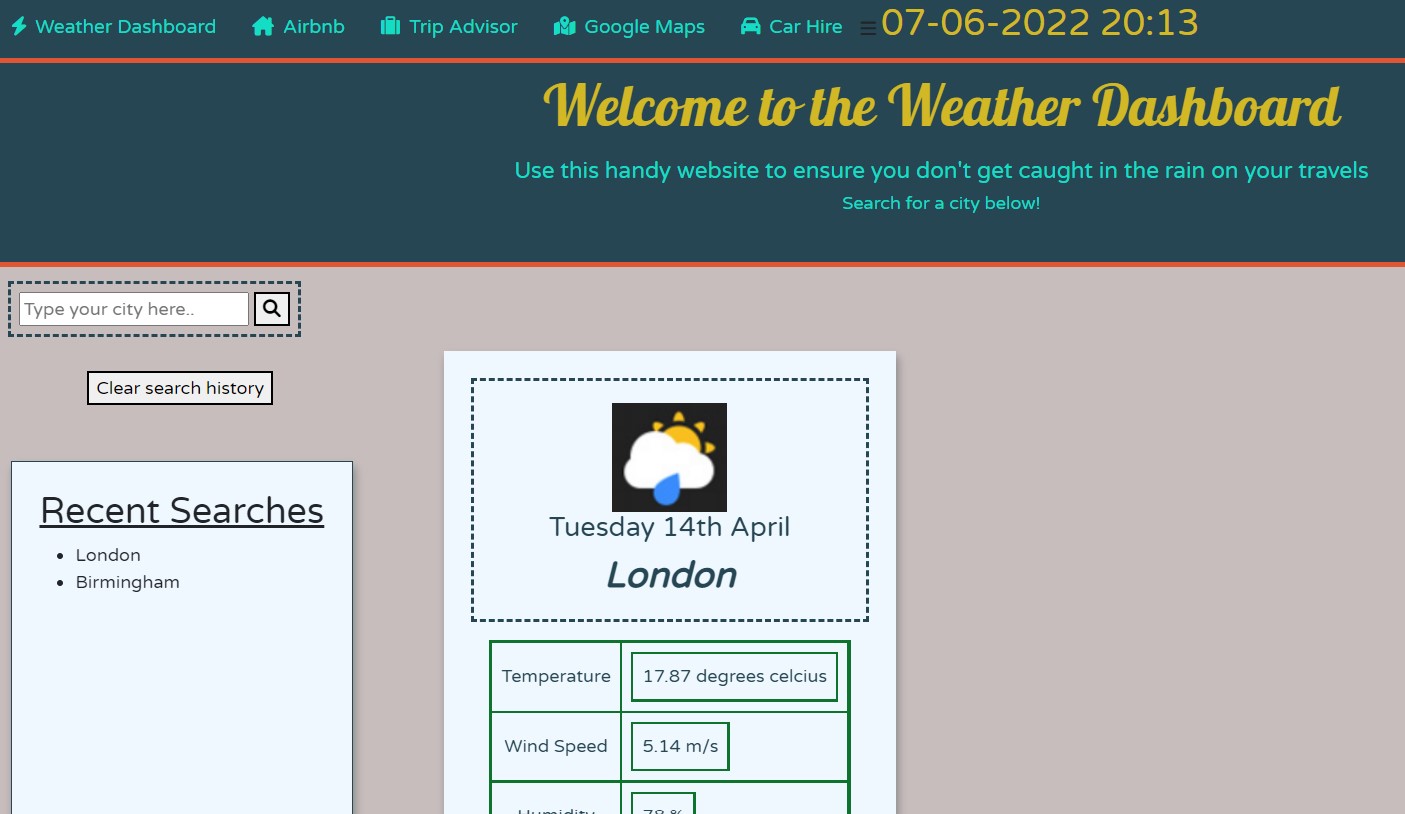 Weather Dashboard Airbnb Trip Advisor Google Maps Car Hire 07-06-2022 20:13
Welcome to the Weather Dashboard
Use this handy website to ensure you don't get caught in the rain on your travels
Search for a city below!
Type your city here..
Clear search history
Recent Searches
London
Birmingham
Tuesday 14th April
London
Temperature 17.87 degrees celcius
Wind Speed 5.14 m/s
Humidity 78 %